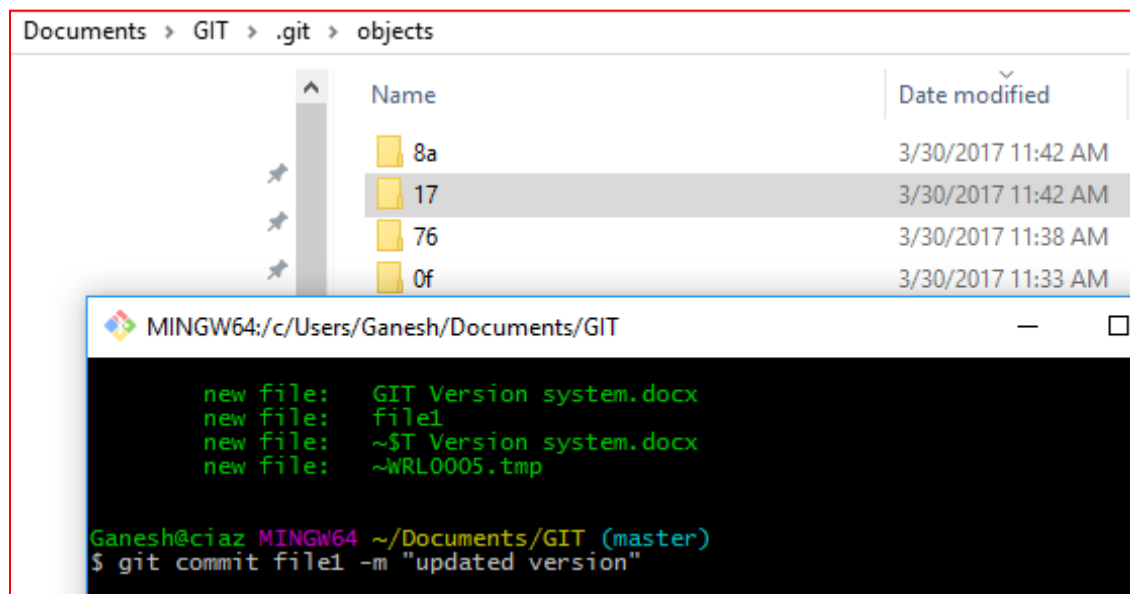 Documents > GIT > .git > objects
Name Date modified
8a 3/30/2017 11:42 AM
17 3/30/2017 11:42 AM
76 3/30/2017 11:38 AM
0f 3/30/2017 11:33 AM
MINGW64:/c/Users/Ganesh/Documents/GIT
new file: GIT Version system.docx
new file: file1
new file: ~$T Version system.docx
new file: ~WRL0005.tmp
Ganesh@ciaz MINGW64 ~/Documents/GIT (master)
$ git commit file1 -m "updated version"